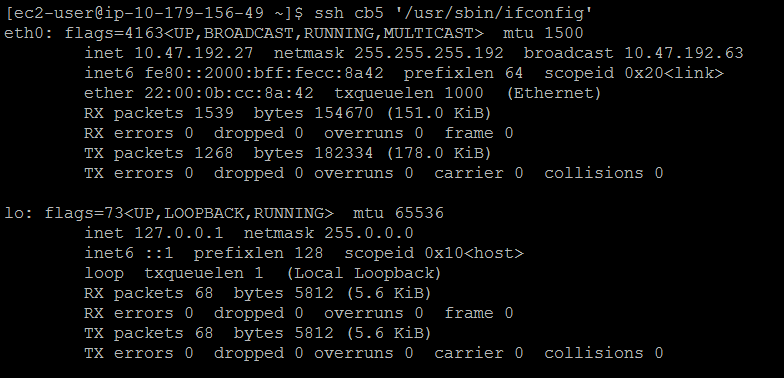 [ec2-user@ip-10-179-156-49 ~]$ ssh cb5 '/usr/sbin/ifconfig'
eth0: flags=4163<UP,BROADCAST,RUNNING,MULTICAST>  mtu 1500
        inet 10.47.192.27  netmask 255.255.255.192  broadcast 10.47.192.63
        inet6 fe80::2000:bff:fecc:8a42  prefixlen 64  scopeid 0x20<link>
        ether 22:00:0b:cc:8a:42  txqueuelen 1000  (Ethernet)
        RX packets 1539  bytes 154670 (151.0 KiB)
        RX errors 0  dropped 0  overruns 0  frame 0
        TX packets 1268  bytes 182334 (178.0 KiB)
        TX errors 0  dropped 0 overruns 0  carrier 0  collisions 0

lo: flags=73<UP,LOOPBACK,RUNNING>  mtu 65536
        inet 127.0.0.1  netmask 255.0.0.0
        inet6 ::1  prefixlen 128  scopeid 0x10<host>
        loop  txqueuelen 1  (Local Loopback)
        RX packets 68  bytes 5812 (5.6 KiB)
        RX errors 0  dropped 0  overruns 0  frame 0
        TX packets 68  bytes 5812 (5.6 KiB)
        TX errors 0  dropped 0 overruns 0  carrier 0  collisions 0